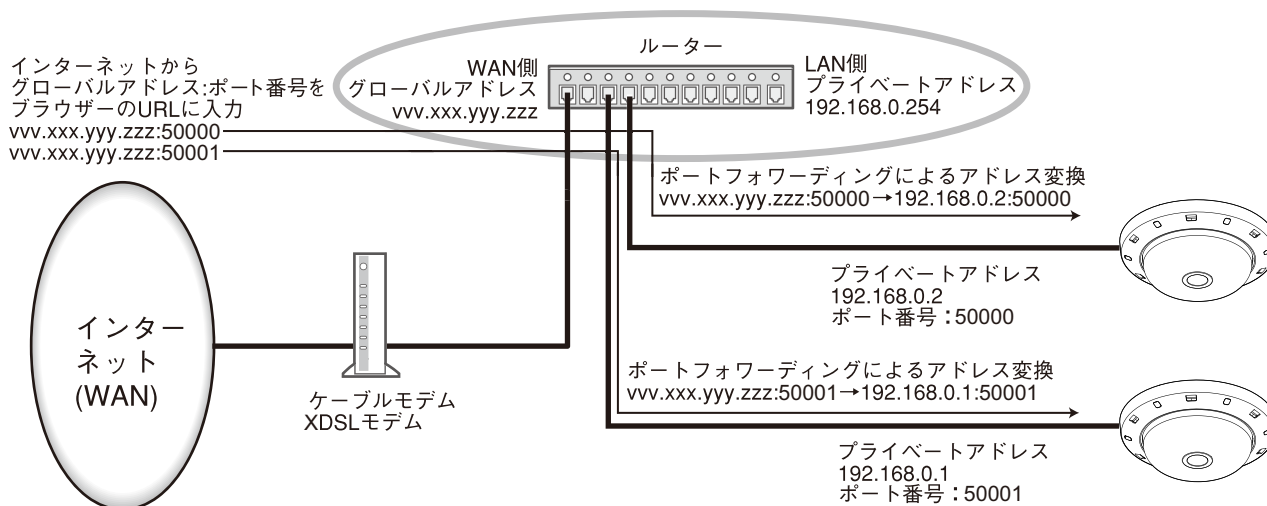 インターネットから
グローバルアドレス:ポート番号を
ブラウザーのURLに入力
vvv.xxx.yyy.zzz:50000
vvv.xxx.yyy.zzz:50001
ルーター
WAN側
グローバルアドレス
vvv.xxx.yyy.zzz
LAN側
プライベートアドレス
192.168.0.254
ポートフォワーディングによるアドレス変換
vvv.xxx.yyy.zzz:50000→192.168.0.2:50000
プライベートアドレス
192.168.0.2
ポート番号：50000
インター
ネット
(WAN)
ケーブルモデム
XDSLモデム
ポートフォワーディングによるアドレス変換
vvv.xxx.yyy.zzz:50001→192.168.0.1:50001
プライベートアドレス
192.168.0.1
ポート番号：50001